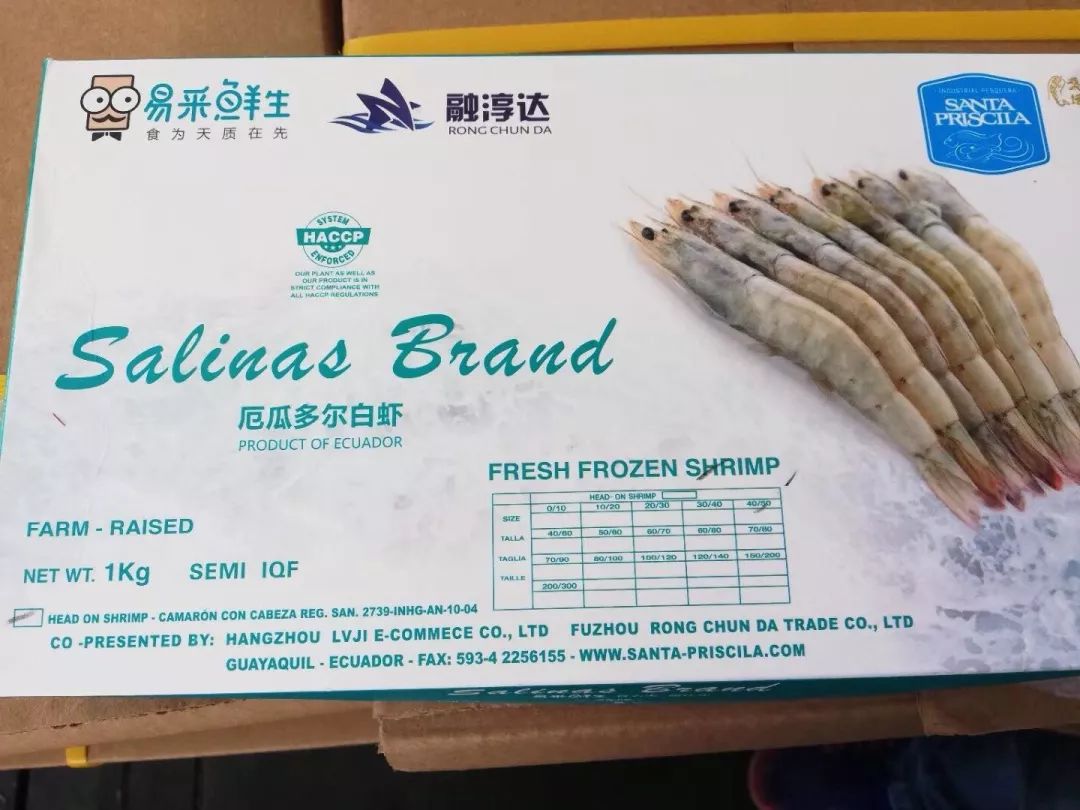 易采鲜生
食为天质在先
融淳达
RONG CHUN DA
INDUSTRIAL PESQUERA
SANTA
PRISCILA
SYSTEM
HACCP
ENFORCED
OUR PLANT AS WELL AS
OUR PRODUCT IS IN
STRICT COMPLIANCE WITH
ALL HACCP REGULATIONS
Salinas Brand
厄瓜多尔白虾
PRODUCT OF ECUADOR
FRESH FROZEN SHRIMP
HEAD- ON SHRIMP
SIZE 0/10 10/20 20/30 30/40 40/50
TALLA 40/60 50/60 60/70 60/80 70/80
TAGLIA 70/90 80/100 100/120 120/140 150/200
TAILLE 200/300
FARM - RAISED
NET WT. 1Kg SEMI IQF
HEAD ON SHRIMP - CAMARÓN CON CABEZA REG. SAN. 2739-INHG-AN-10-04
CO -PRESENTED BY: HANGZHOU LVJI E-COMMECE CO., LTD FUZHOU RONG CHUN DA TRADE CO., LTD
GUAYAQUIL - ECUADOR - FAX: 593-4 2256155 - WWW.SANTA-PRISCILA.COM
Salinas Brand